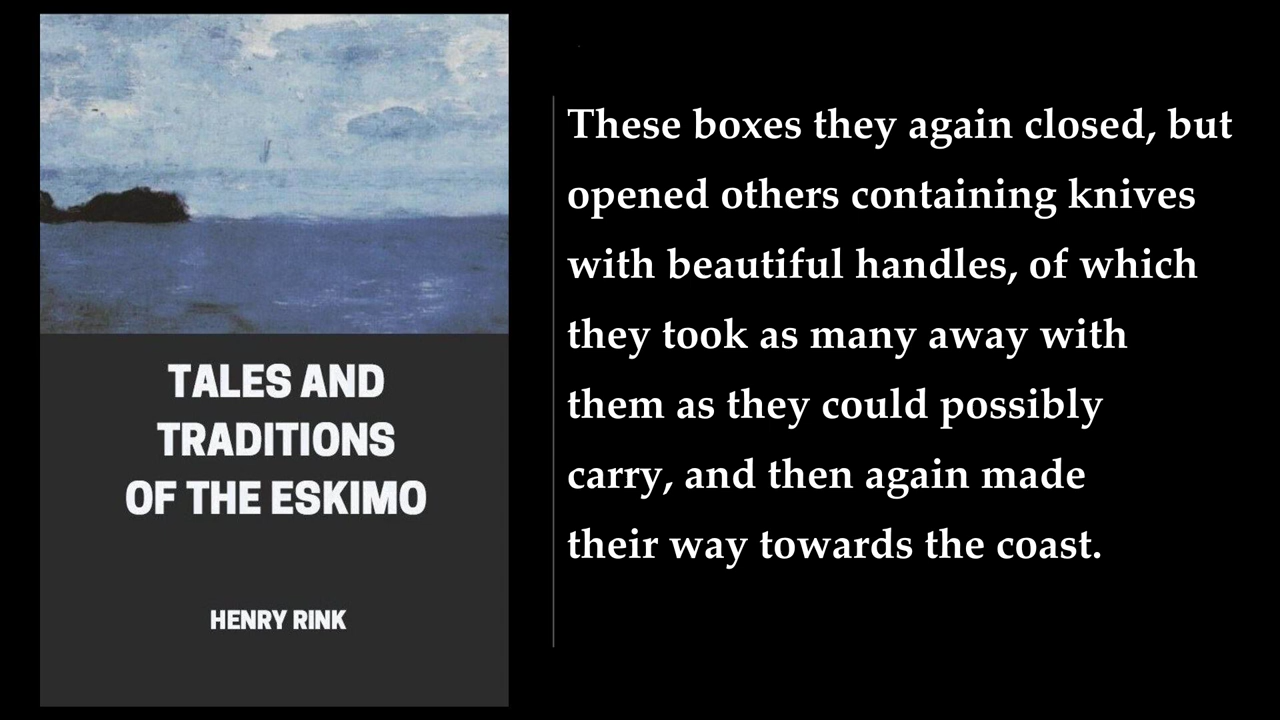 TALES AND
TRADITIONS
OF THE ESKIMO
HENRY RINK
These boxes they again closed, but
opened others containing knives
with beautiful handles, of which
they took as many away with
them as they could possibly
carry, and then again made
their way towards the coast.